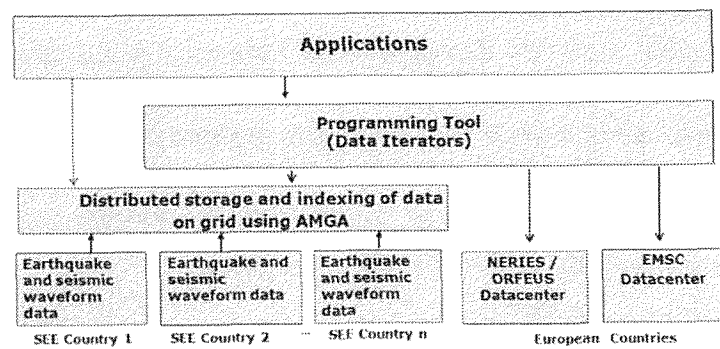 Applications
Programming Tool
(Data Iterators)
Distributed storage and indexing of data
on grid using AMGA
Earthquake
and seismic
waveform
data
Earthquake and
seismic
waveform data
Earthquake
and seismic
waveform
data
NERIES /
ORFEUS
Datacenter
EMSC
Datacenter
SEE Country 1
SEE Country 2
...
SEE Country n
European Countries